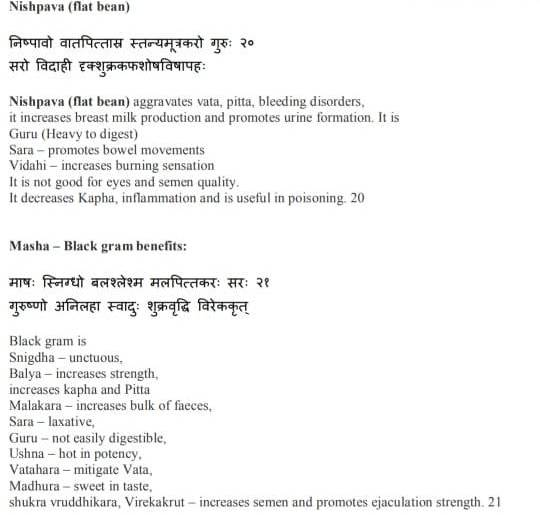 Nishpava (flat bean)
निष्पावो वातपित्तास्र स्तन्यमूत्रकरो गुरुः २०
सरो विदाही दृक्शुक्रकफशोषविषापहः
Nishpava (flat bean) aggravates vata, pitta, bleeding disorders,
it increases breast milk production and promotes urine formation. It is
Guru (Heavy to digest)
Sara – promotes bowel movements
Vidahi – increases burning sensation
It is not good for eyes and semen quality.
It decreases Kapha, inflammation and is useful in poisoning. 20
Masha – Black gram benefits:
माषः स्निग्धो बलश्लेश्म मलपित्तकरः सरः २१
गुरुष्णो अनिलहा स्वादुः शुक्रवृद्धि विरेककृत्
Black gram is
Snigdha – unctuous,
Balya – increases strength,
increases kapha and Pitta
Malakara – increases bulk of faeces,
Sara – laxative,
Guru – not easily digestible,
Ushna – hot in potency,
Vatahara – mitigate Vata,
Madhura – sweet in taste,
shukra vruddhikara, Virekakrut – increases semen and promotes ejaculation strength. 21